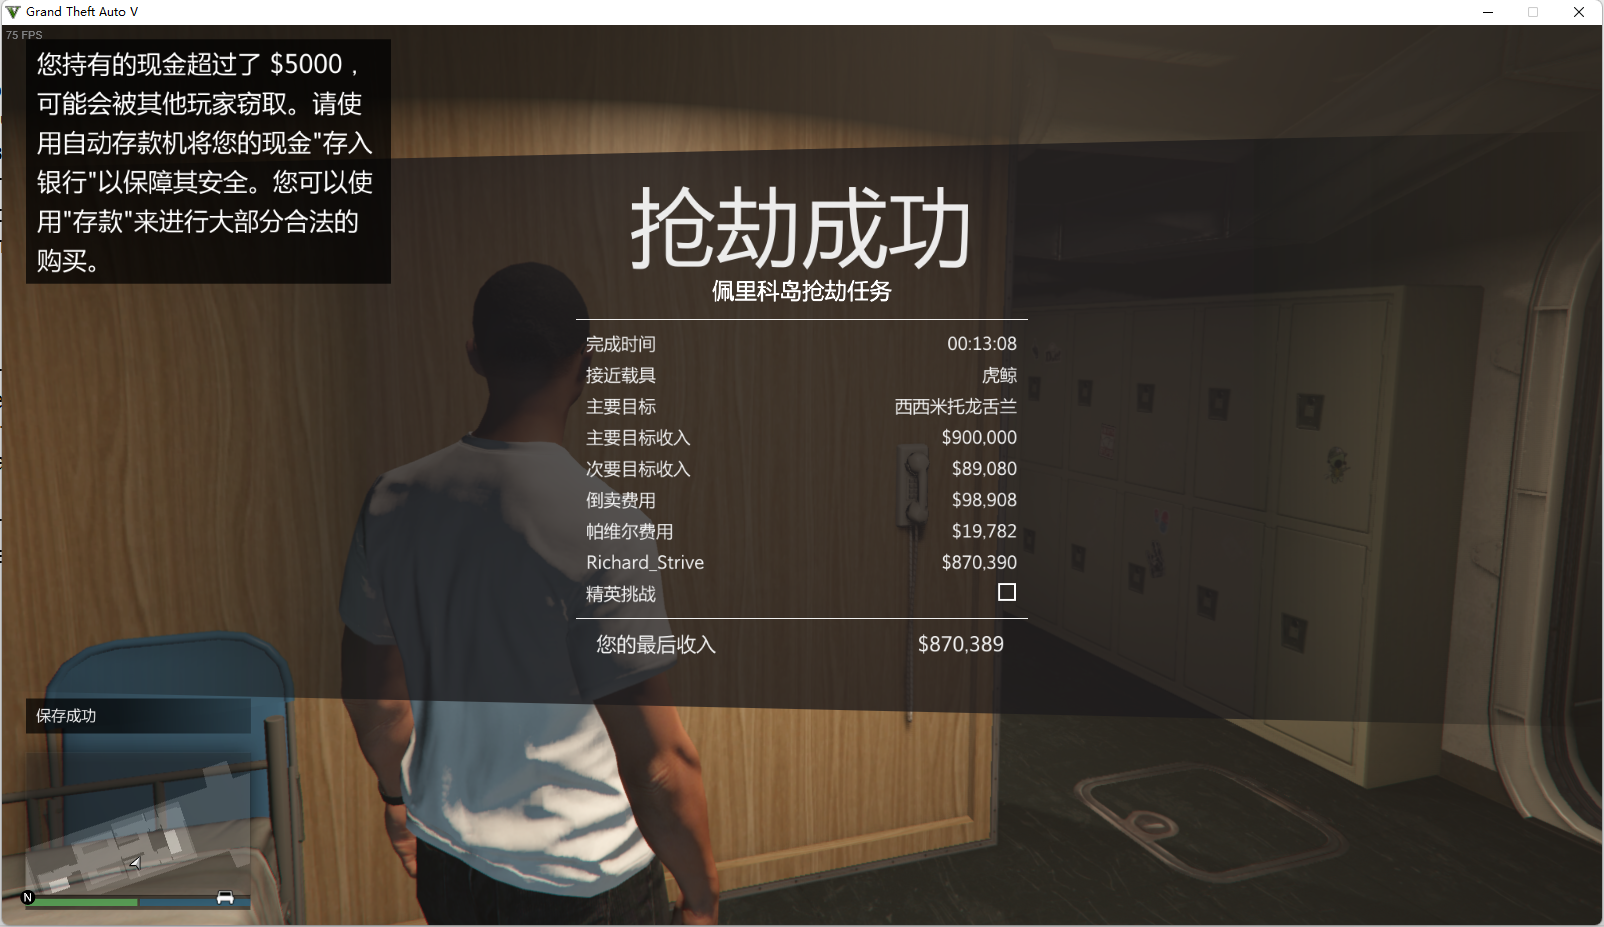 Grand Theft Auto V
75 FPS
您持有的现金超过了 $5000，
可能会被其他玩家窃取。请使
用自动存款机将您的现金"存入
银行"以保障其安全。您可以使
用"存款"来进行大部分合法的
购买。
抢劫成功
佩里科岛抢劫任务
完成时间 00:13:08
接近载具 虎鲸
主要目标 西西米托龙舌兰
主要目标收入 $900,000
次要目标收入 $89,080
倒卖费用 $98,908
帕维尔费用 $19,782
Richard_Strive $870,390
精英挑战
您的最后收入 $870,389
保存成功
N